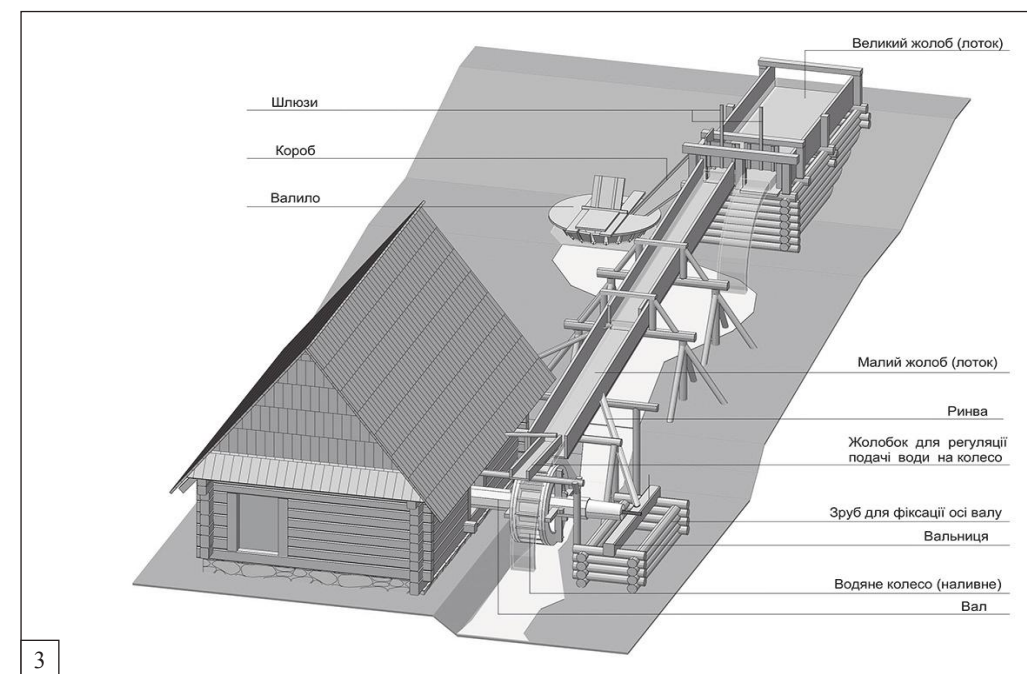 Великий жолоб (лоток)
Шлюзи
Короб
Валило
Малий жолоб (лоток)
Ринва
Жолобок для регуляції
подачі води на колесо
Зруб для фіксації осі валу
Вальниця
Водяне колесо (наливне)
Вал
3